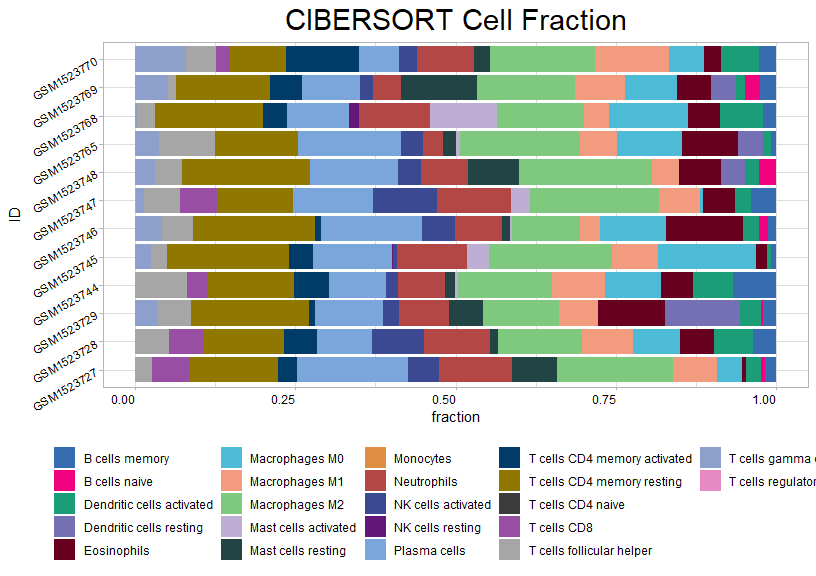 CIBERSORT Cell Fraction
ID
GSM1523770
GSM1523769
GSM1523768
GSM1523765
GSM1523748
GSM1523747
GSM1523746
GSM1523745
GSM1523744
GSM1523729
GSM1523728
GSM1523727
0.00 0.25 0.50 0.75 1.00
fraction
B cells memory Macrophages M0 Monocytes T cells CD4 memory activated T cells gamma
B cells naive Macrophages M1 Neutrophils T cells CD4 memory resting T cells regulator
Dendritic cells activated Macrophages M2 NK cells activated T cells CD4 naive
Dendritic cells resting Mast cells activated NK cells resting T cells CD8
Eosinophils Mast cells resting Plasma cells T cells follicular helper